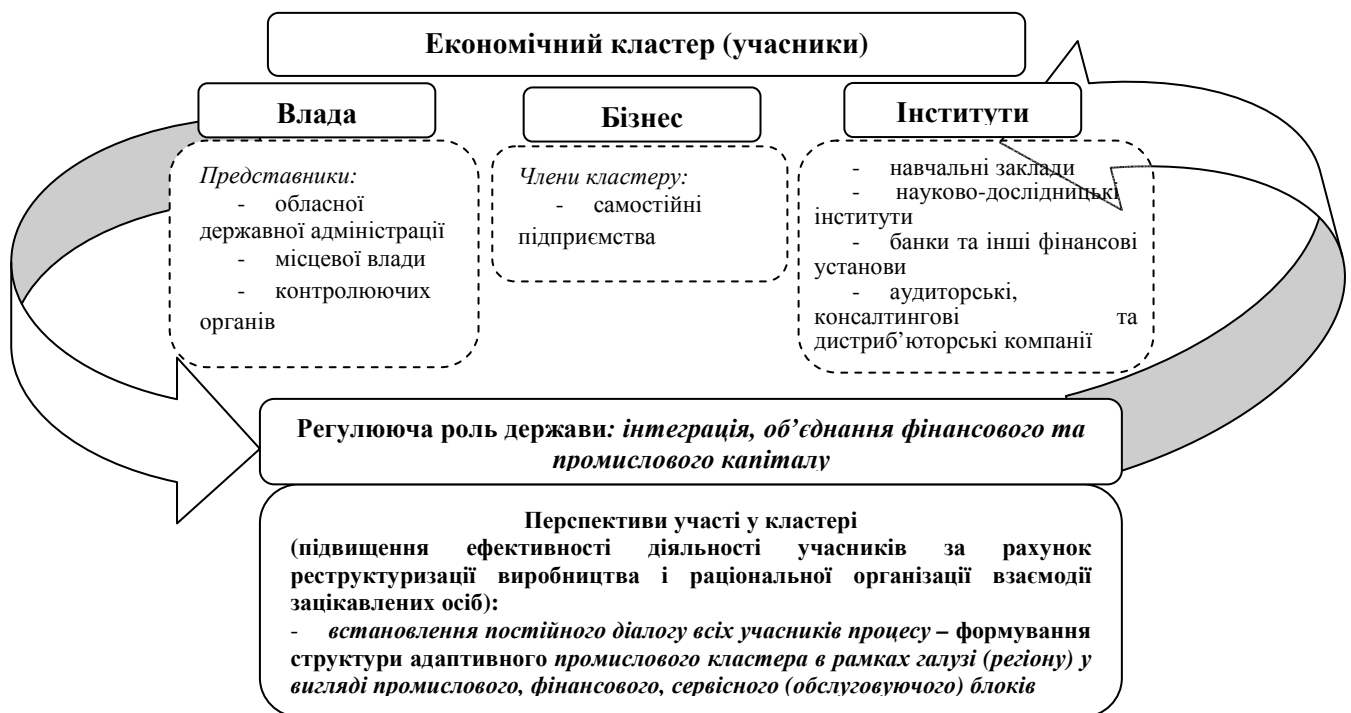 Економічний кластер (учасники)
Влада
Представники:
- обласної
державної адміністрації
- місцевої влади
- контролюючих
органів
Бізнес
Члени кластеру:
- самостійні
підприємства
Інститути
- навчальні заклади
- науково-дослідницькі
інститути
- банки та інші фінансові
установи
- аудиторські,
консалтингові та
дистриб’юторські компанії
Регулююча роль держави: інтеграція, об’єднання фінансового та
промислового капіталу
Перспективи участі у кластері
(підвищення ефективності діяльності учасників за рахунок
реструктуризації виробництва і раціональної організації взаємодії
зацікавлених осіб):
- встановлення постійного діалогу всіх учасників процесу – формування
структури адаптивного промислового кластера в рамках галузі (регіону) у
вигляді промислового, фінансового, сервісного (обслуговуючого) блоків